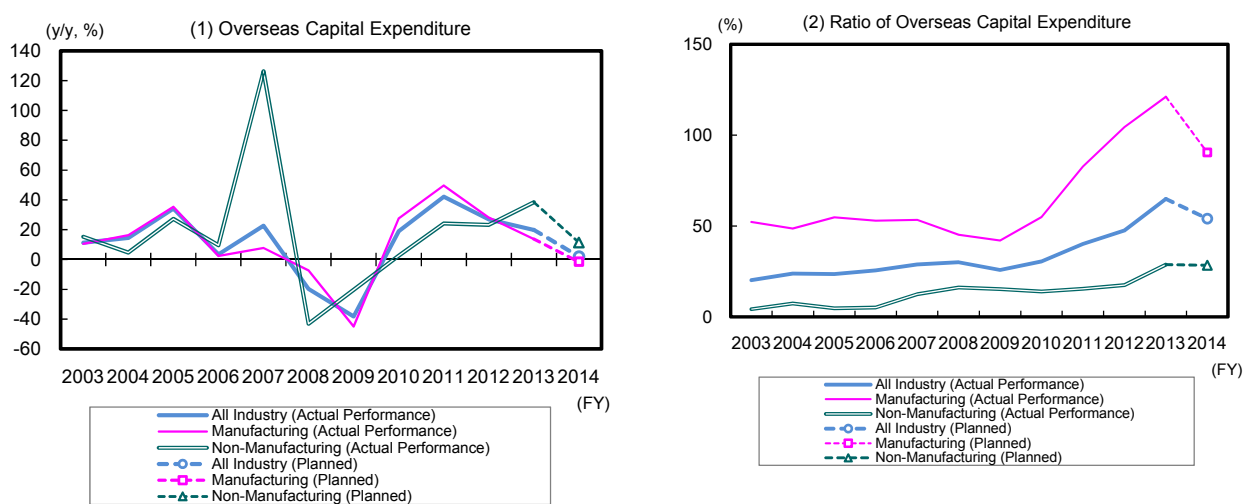 (y/y, %)
(1) Overseas Capital Expenditure
140
120
100
80
60
40
20
0
-20
-40
-60
2003 2004 2005 2006 2007 2008 2009 2010 2011 2012 2013 2014
(FY)
All Industry (Actual Performance)
Manufacturing (Actual Performance)
Non-Manufacturing (Actual Performance)
All Industry (Planned)
Manufacturing (Planned)
Non-Manufacturing (Planned)
(%)
(2) Ratio of Overseas Capital Expenditure
150
100
50
0
2003 2004 2005 2006 2007 2008 2009 2010 2011 2012 2013 2014
(FY)
All Industry (Actual Performance)
Manufacturing (Actual Performance)
Non-Manufacturing (Actual Performance)
All Industry (Planned)
Manufacturing (Planned)
Non-Manufacturing (Planned)